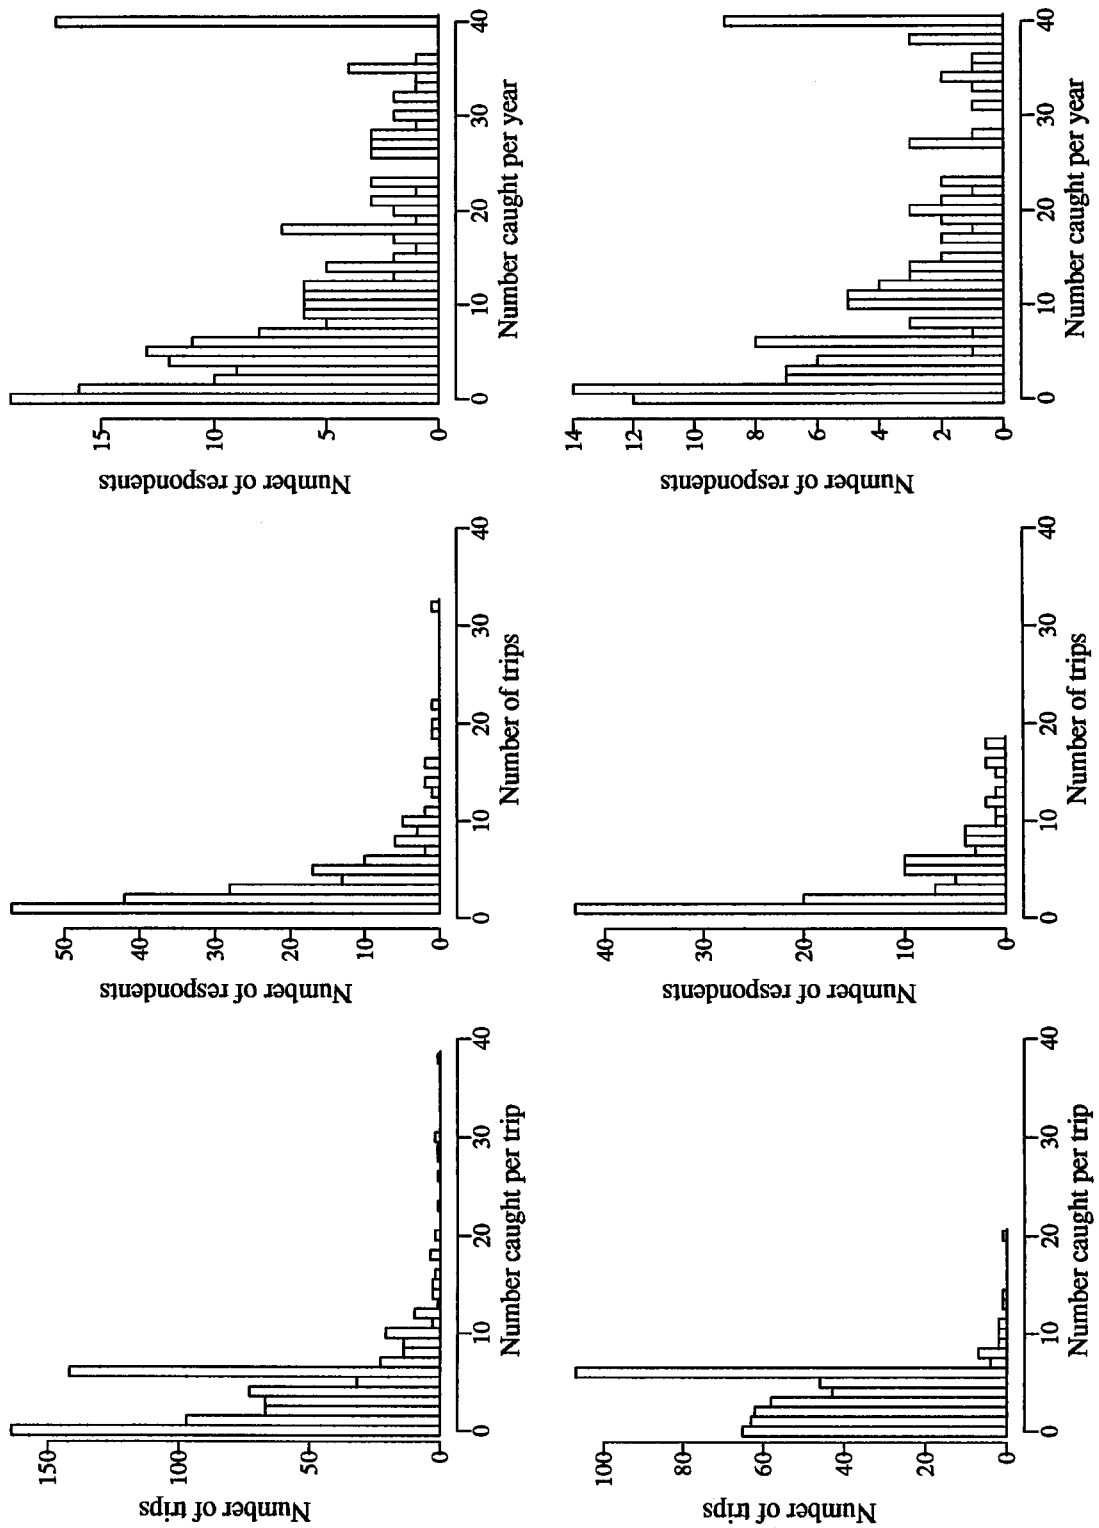 Number of trips
150
100
50
0
0 10 20 30 40
Number caught per trip
Number of respondents
50
40
30
20
10
0
0 10 20 30 40
Number of trips
Number of respondents
15
10
5
0
0 10 20 30 40
Number caught per year
Number of trips
100
80
60
40
20
0
0 10 20 30 40
Number caught per trip
Number of respondents
40
30
20
10
0
0 10 20 30 40
Number of trips
Number of respondents
14
12
8
6
4
2
0
0 10 20 30 40
Number caught per year